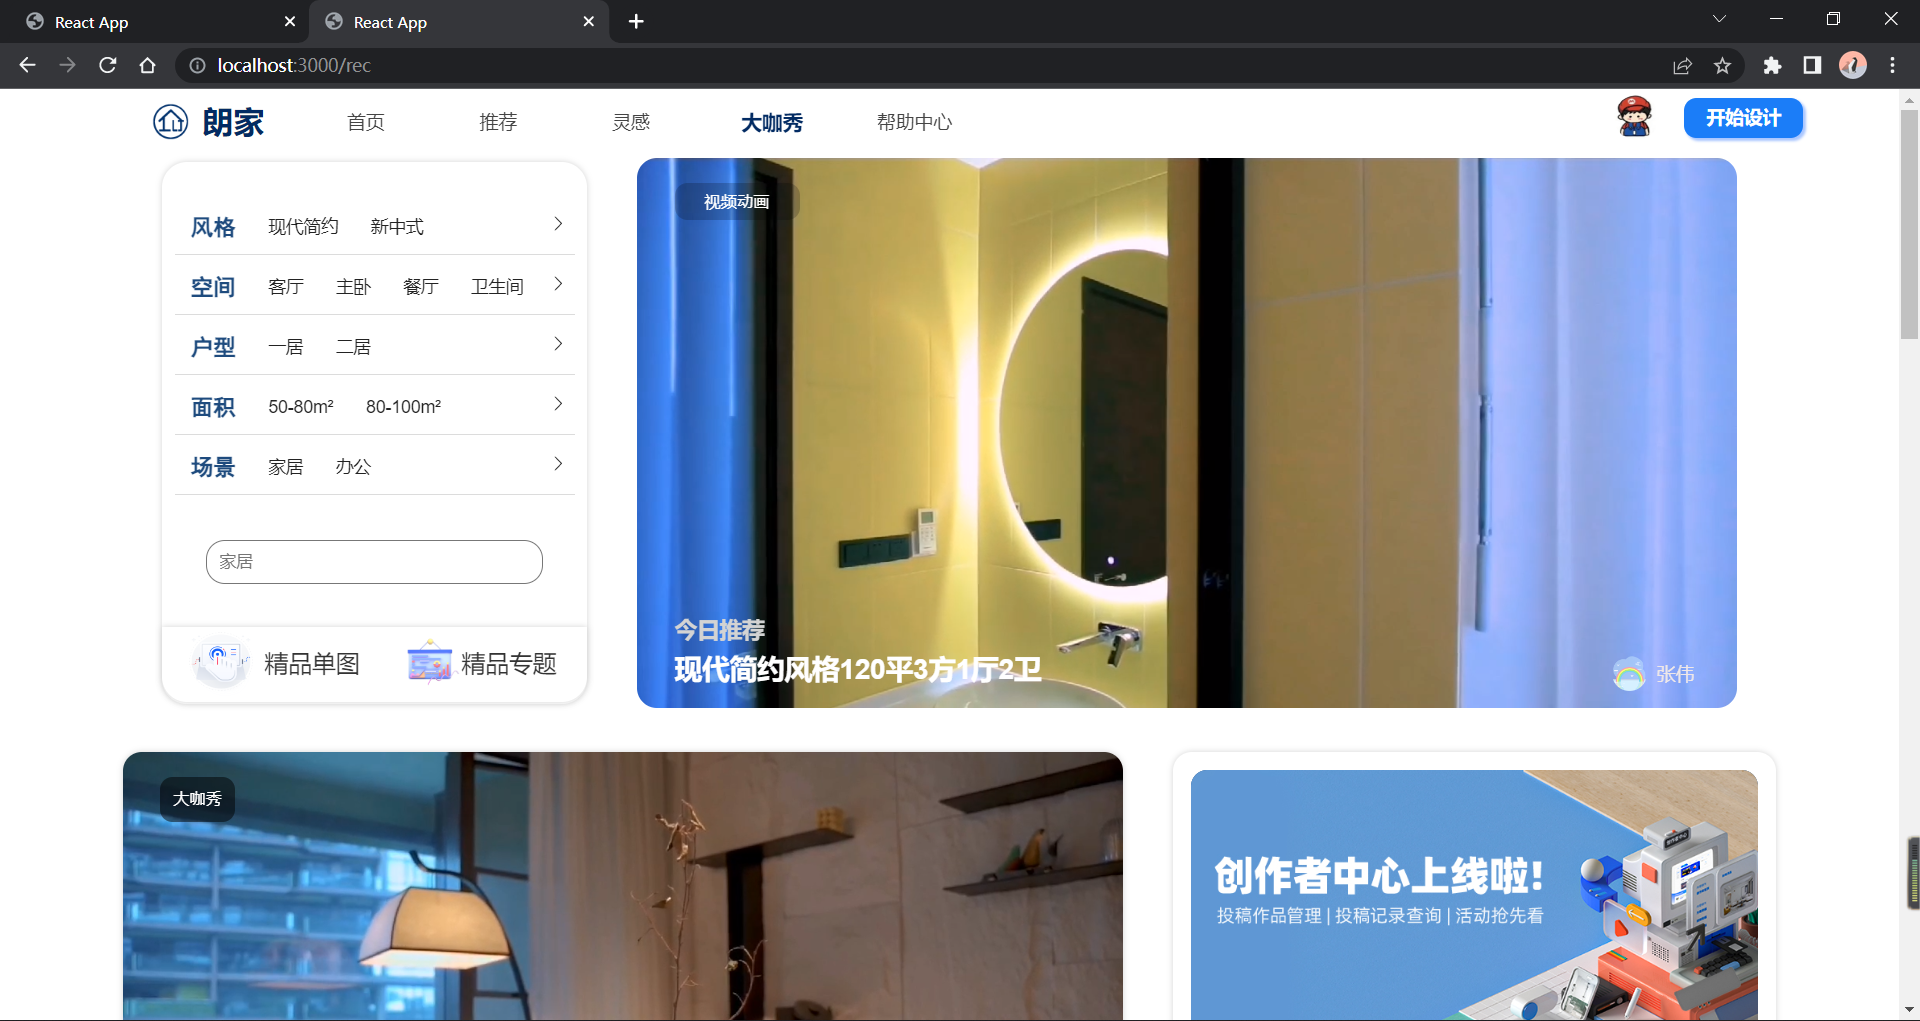 React App
React App
localhost:3000/rec
朗家
首页
推荐
灵感
大咖秀
帮助中心
开始设计
风格 现代简约 新中式
空间 客厅 主卧 餐厅 卫生间
户型 一居 二居
面积 50-80m² 80-100m²
场景 家居 办公
家居
精品单图
精品专题
视频动画
今日推荐
现代简约风格120平3方1厅2卫
张伟
大咖秀
创作者中心上线啦!
投稿作品管理 | 投稿记录查询 | 活动抢先看